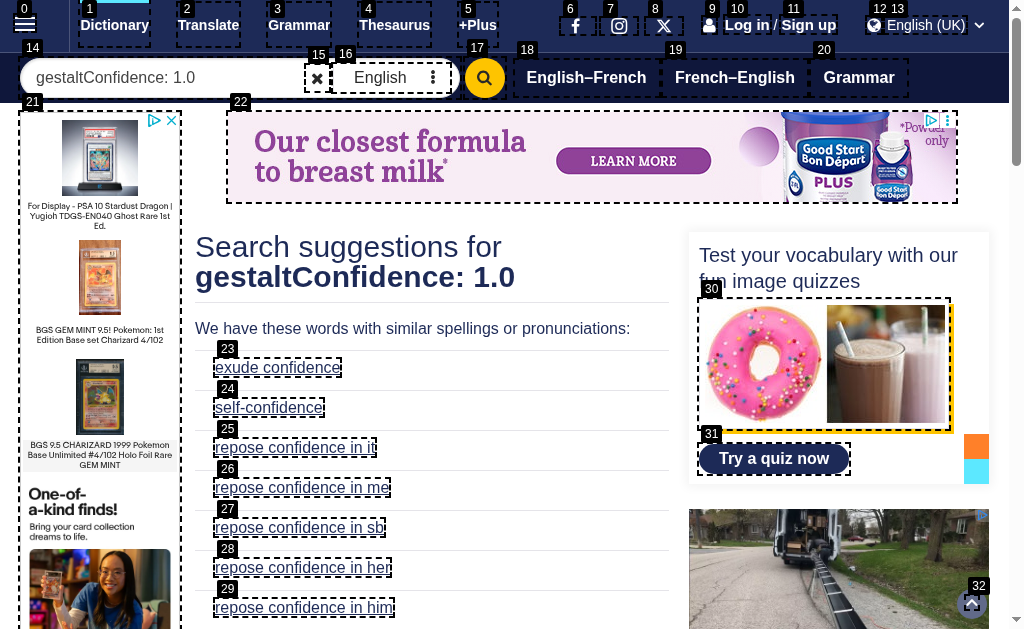 0
1
2
3
4
5
6
7
8
9
10
11
12
13
Dictionary
Translate
Grammar
Thesaurus
+Plus
Log in / Sign up
English (UK)
14
15
16
17
18
19
20
gestaltConfidence: 1.0
English
English–French
French–English
Grammar
21
22
Our closest formula
to breast milk*
LEARN MORE
Good Start
Bon Départ
PLUS
*Powder
only
Good Start
Bon Départ
For Display - PSA 10 Stardust Dragon |
Yugioh TDGS-EN040 Ghost Rare 1st
Ed.
BGS GEM MINT 9.5! Pokemon: 1st
Edition Base set Charizard 4/102
BGS 9.5 CHARIZARD 1999 Pokemon
Base Unlimited #4/102 Holo Foil Rare
GEM MINT
One-of-
a-kind finds!
Bring your card collection
dreams to life.
Search suggestions for
gestaltConfidence: 1.0
We have these words with similar spellings or pronunciations:
23
exude confidence
24
self-confidence
25
repose confidence in it
26
repose confidence in me
27
repose confidence in sb
28
repose confidence in her
29
repose confidence in him
Test your vocabulary with our
fun image quizzes
30
31
Try a quiz now
32